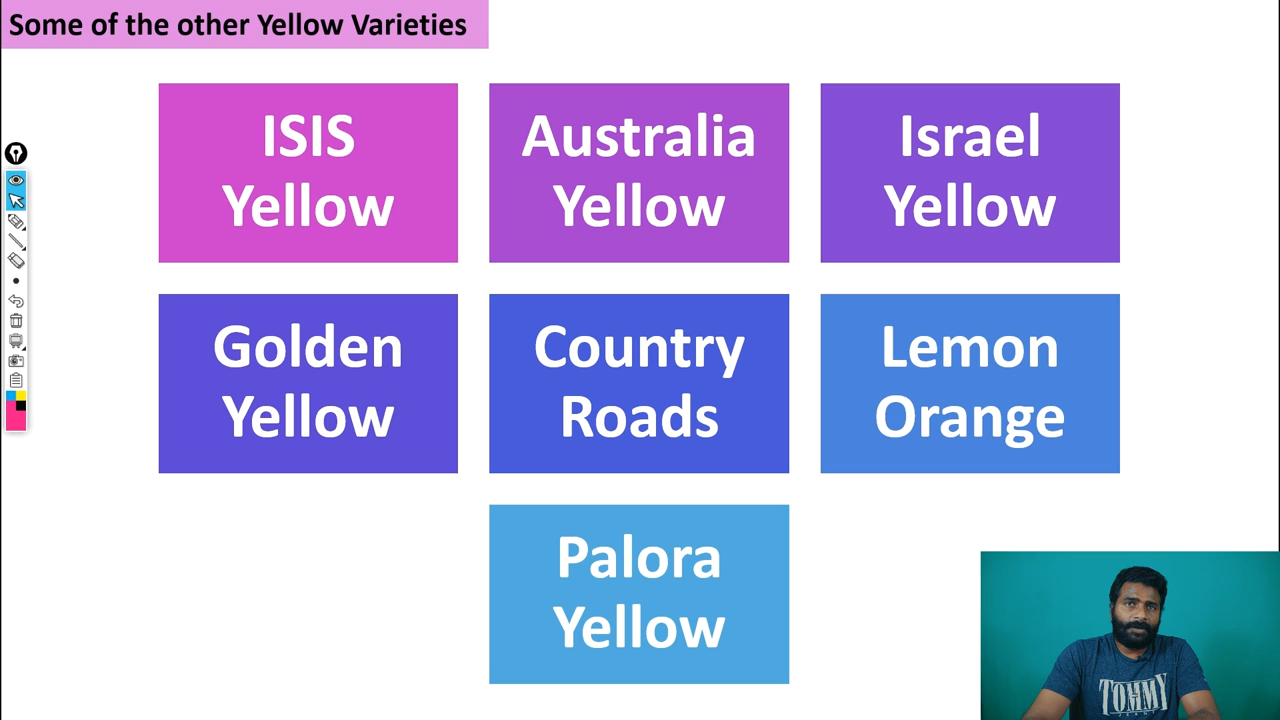 Some of the other Yellow Varieties
ISIS
Yellow
Australia
Yellow
Israel
Yellow
Golden
Yellow
Country
Roads
Lemon
Orange
Palora
Yellow
TOMMY
JEANS